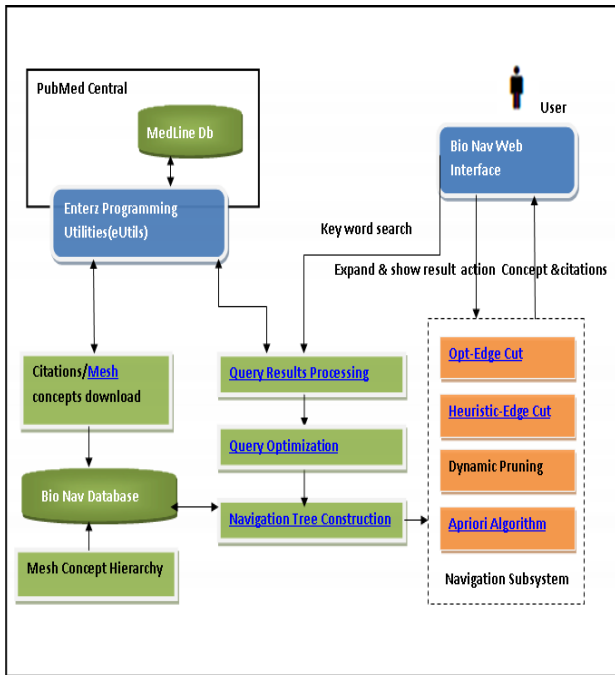 PubMed Central
MedLine Db
User
Bio Nav Web
Interface
Enterz Programming
Utilities(eUtils)
Key word search
Expand & show result action Concept &citations
Citations/Mesh
concepts download
Query Results Processing
Opt-Edge Cut
Heuristic-Edge Cut
Query Optimization
Dynamic Pruning
Bio Nav Database
Navigation Tree Construction
Apriori Algorithm
Mesh Concept Hierarchy
Navigation Subsystem